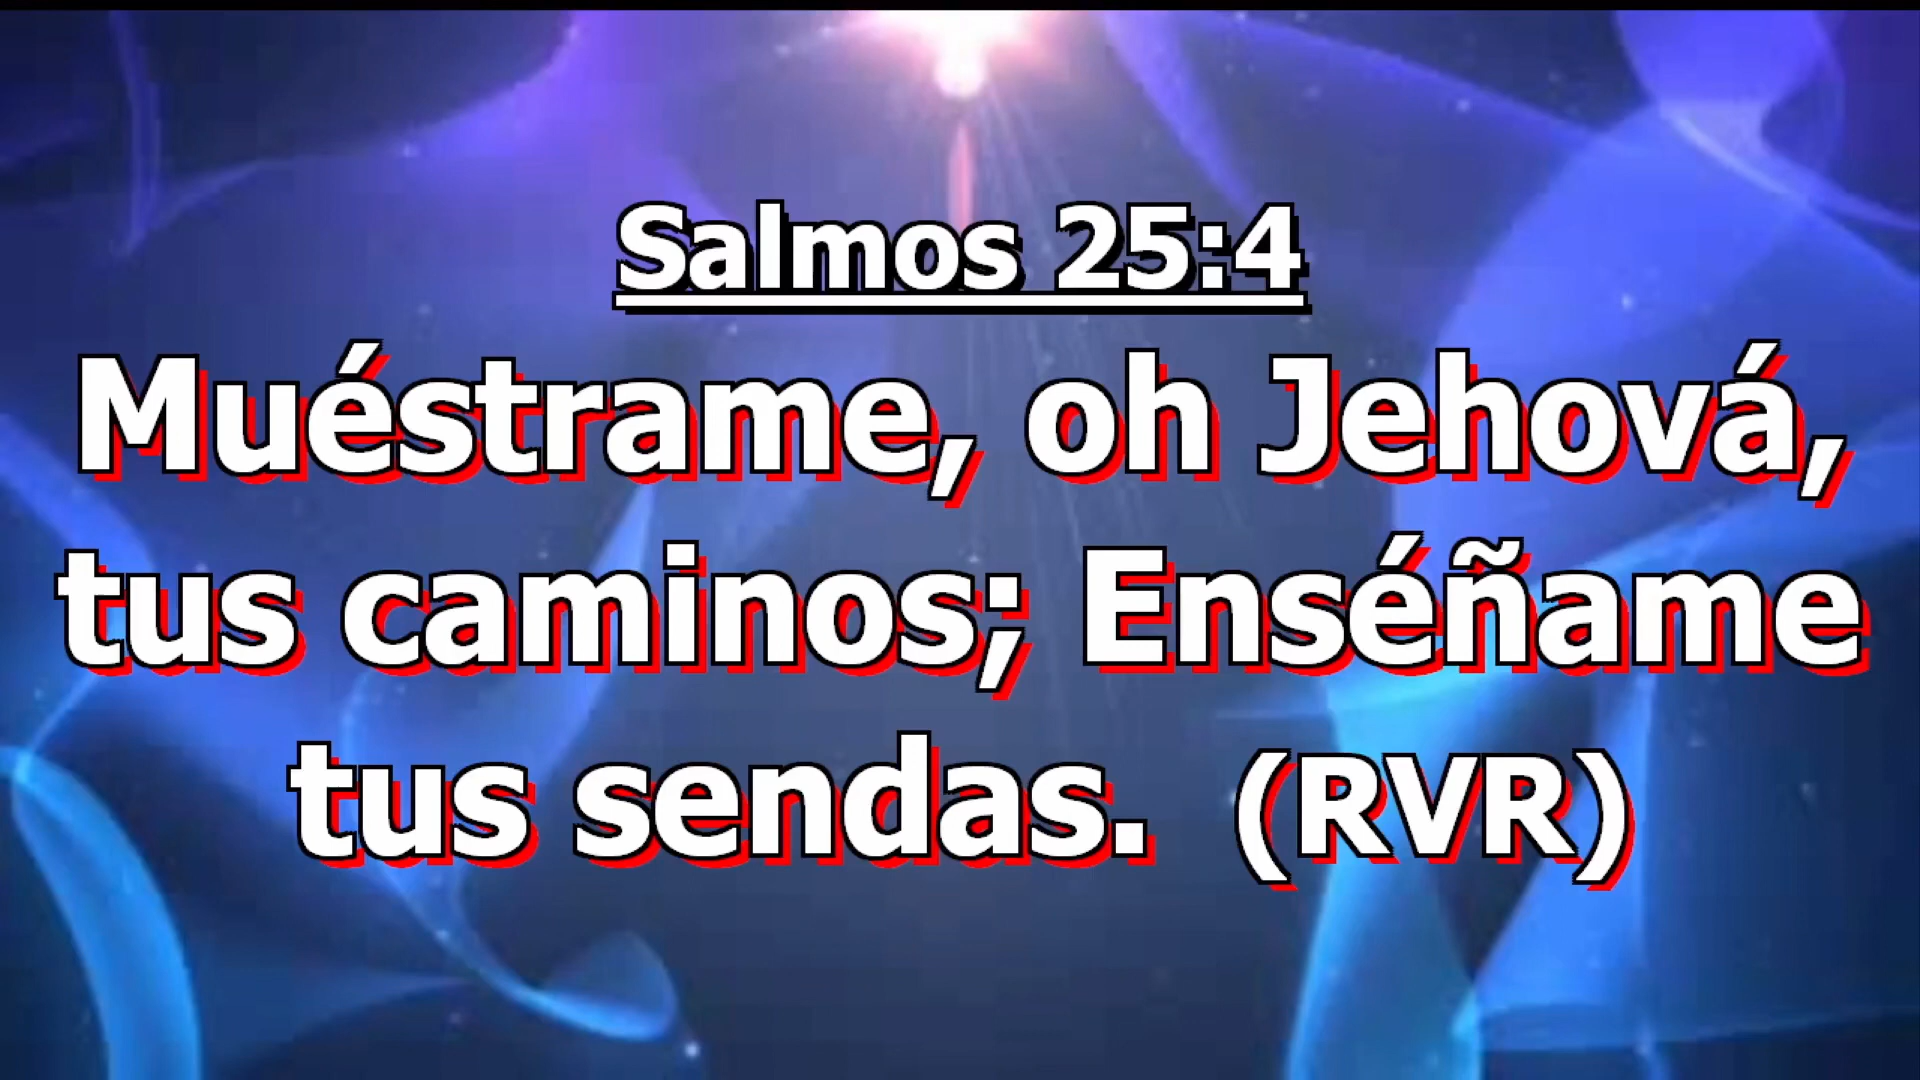 Salmos 25:4
Muéstrame, oh Jehová,
tus caminos; Enséñame
tus sendas. (RVR)